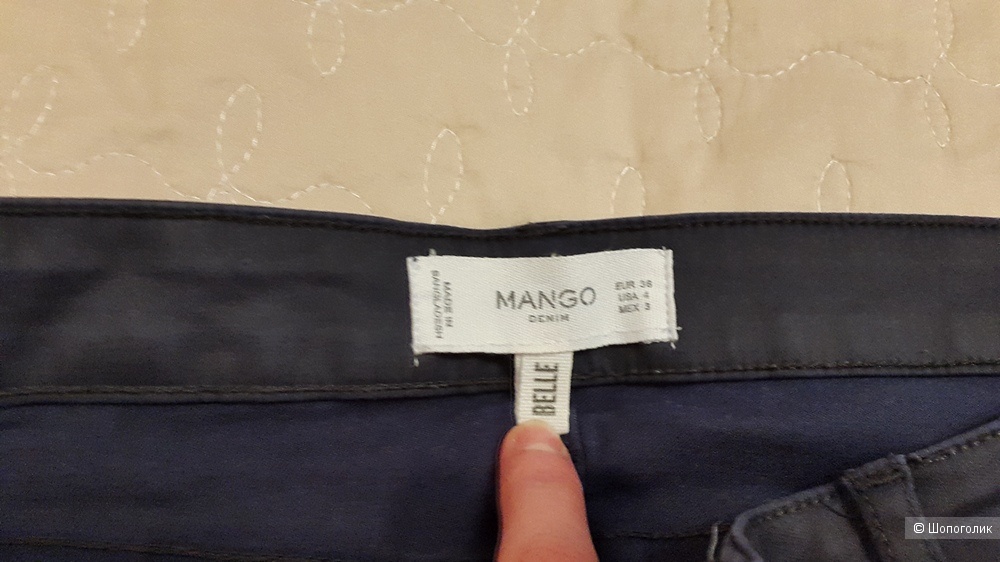 MADE IN
BANGLADESH
MANGO
DENIM
EUR 36
USA 4
MEX 3
BELLE
© Шопоголик